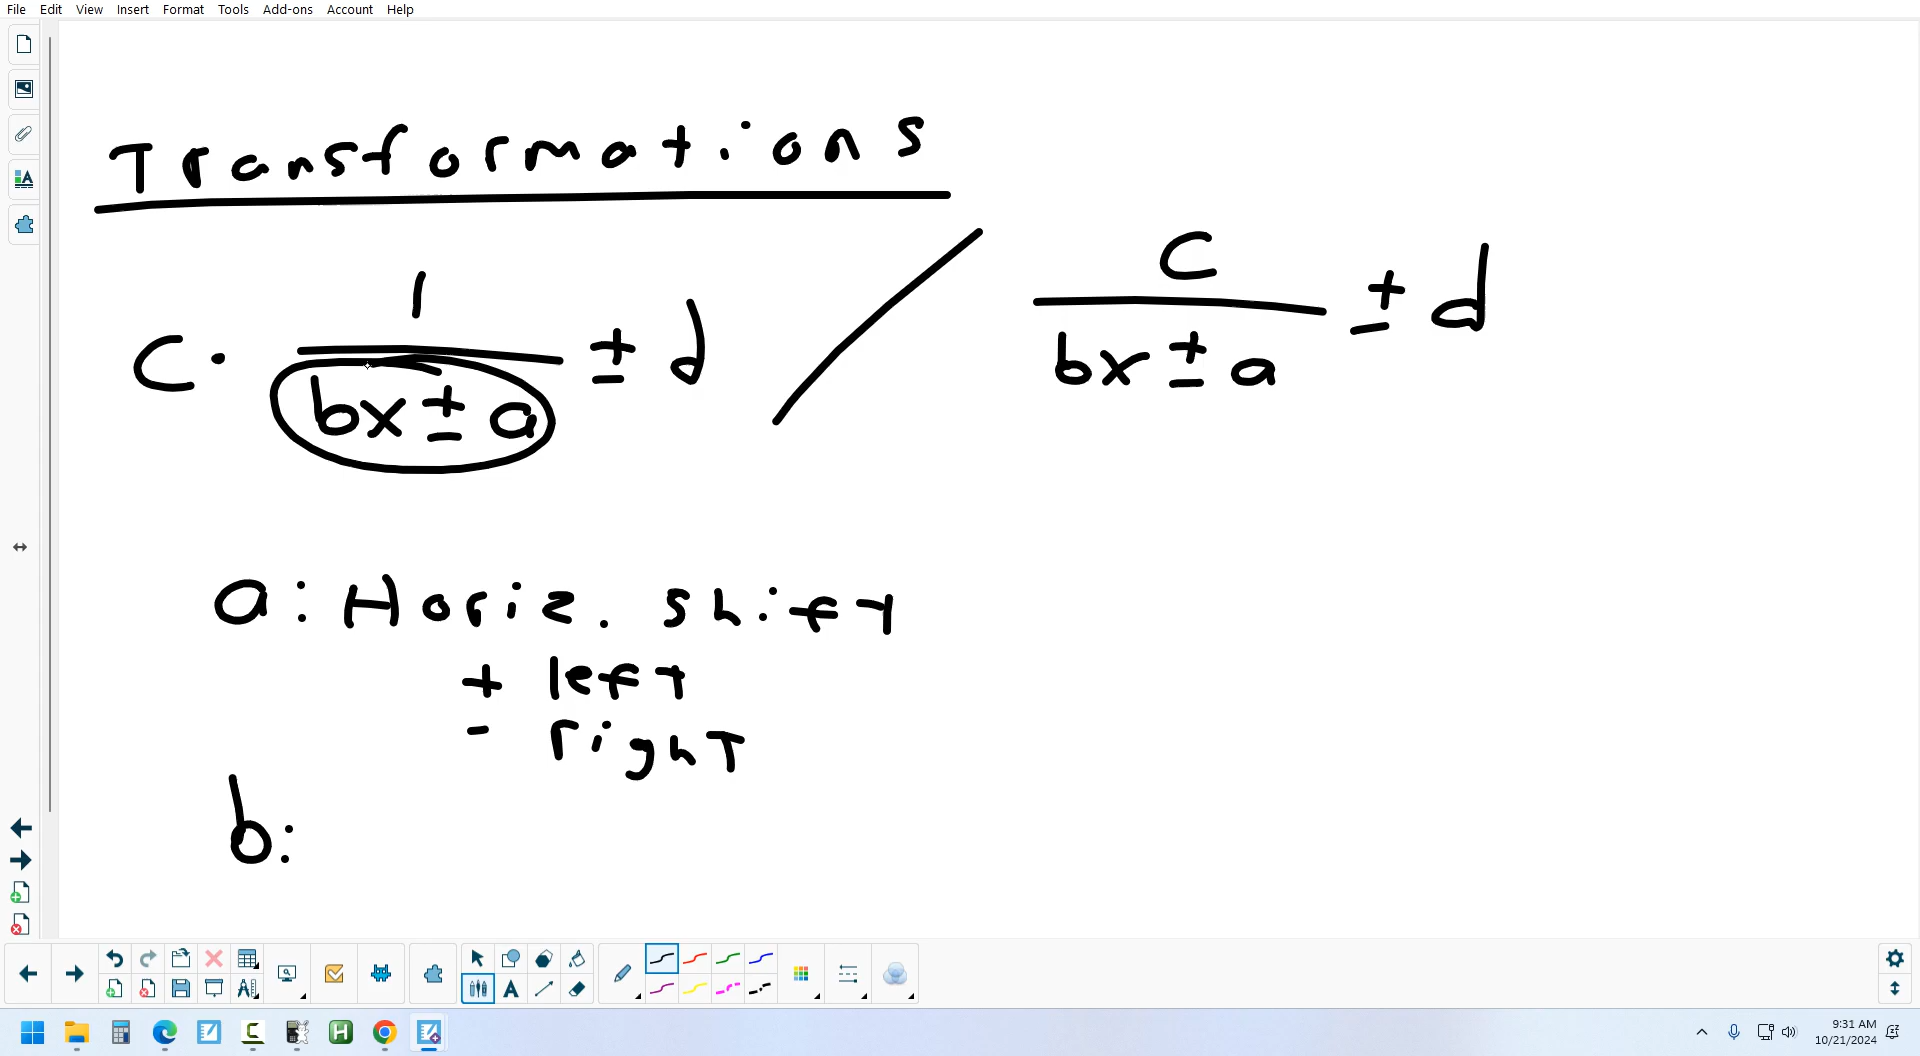 File Edit View Insert Format Tools Add-ons Account Help
Transformations
c · 1 / (bx ± a) ± d / c / (bx ± a) ± d
a: Horiz. shift
+ left
- right
b:
9:31 AM
10/21/2024